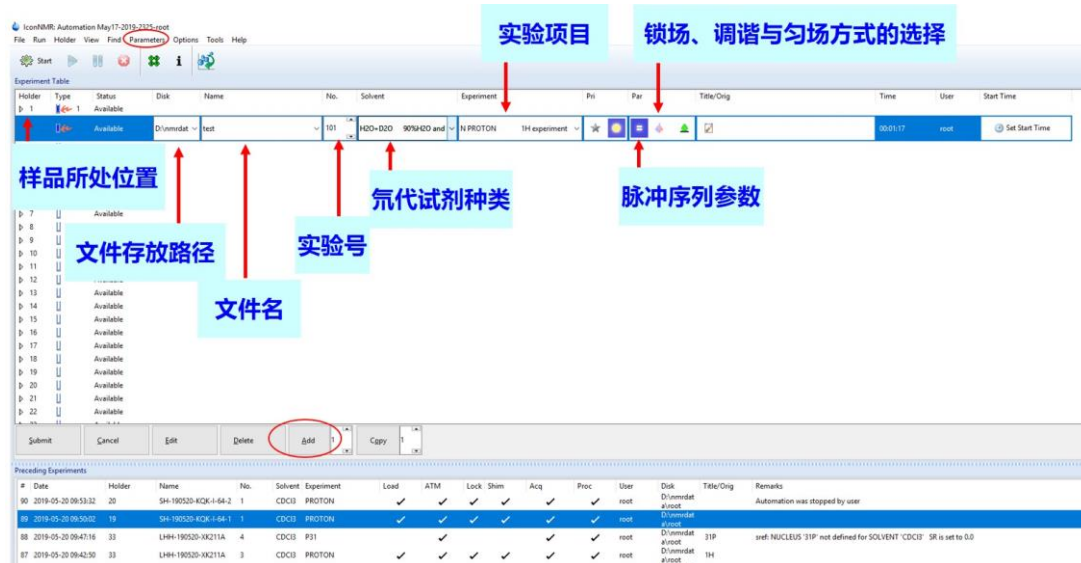 IconNMR: Automation May17-2019-2325-root
File Run Holder View Find Parameters Options Tools Help
实验项目
锁场、调谐与匀场方式的选择
Start
Experiment Table
Holder Type Status Disk Name No. Solvent Experiment Pri Par Title/Orig Time User Start Time
1 1 Available
Available D:\nmrdat test 101 H2O+D2O 90%H2O and N PROTON 1H experiment 00:01:17 root Set Start Time
样品所处位置
氘代试剂种类
脉冲序列参数
7 Available
8
实验号
9
文件存放路径
10
11
12 Available
13 Available
文件名
14 Available
15 Available
16 Available
17 Available
18 Available
19 Available
20 Available
21 Available
22 Available
Submit Cancel Edit Delete Add 1 Copy 1
Preceding Experiments
# Date Holder Name No. Solvent Experiment Load ATM Lock Shim Acq Proc User Disk Title/Orig Remarks
90 2019-05-20 09:53:32 20 SH-190520-KQK-I-64-2 1 CDCl3 PROTON ✓ ✓ ✓ ✓ ✓ ✓ root D:\nmrdat a\root Automation was stopped by user
89 2019-05-20 09:50:02 19 SH-190520-KQK-I-64-1 1 CDCl3 PROTON ✓ ✓ ✓ ✓ ✓ ✓ root D:\nmrdat a\root
88 2019-05-20 09:47:16 33 LHH-190520-XK211A 4 CDCl3 P31 ✓ ✓ ✓ root D:\nmrdat a\root 31P sref: NUCLEUS '31P' not defined for SOLVENT 'CDCl3' SR is set to 0.0
87 2019-05-20 09:42:50 33 LHH-190520-XK211A 3 CDCl3 PROTON ✓ ✓ ✓ ✓ ✓ ✓ root D:\nmrdat a\root 1H